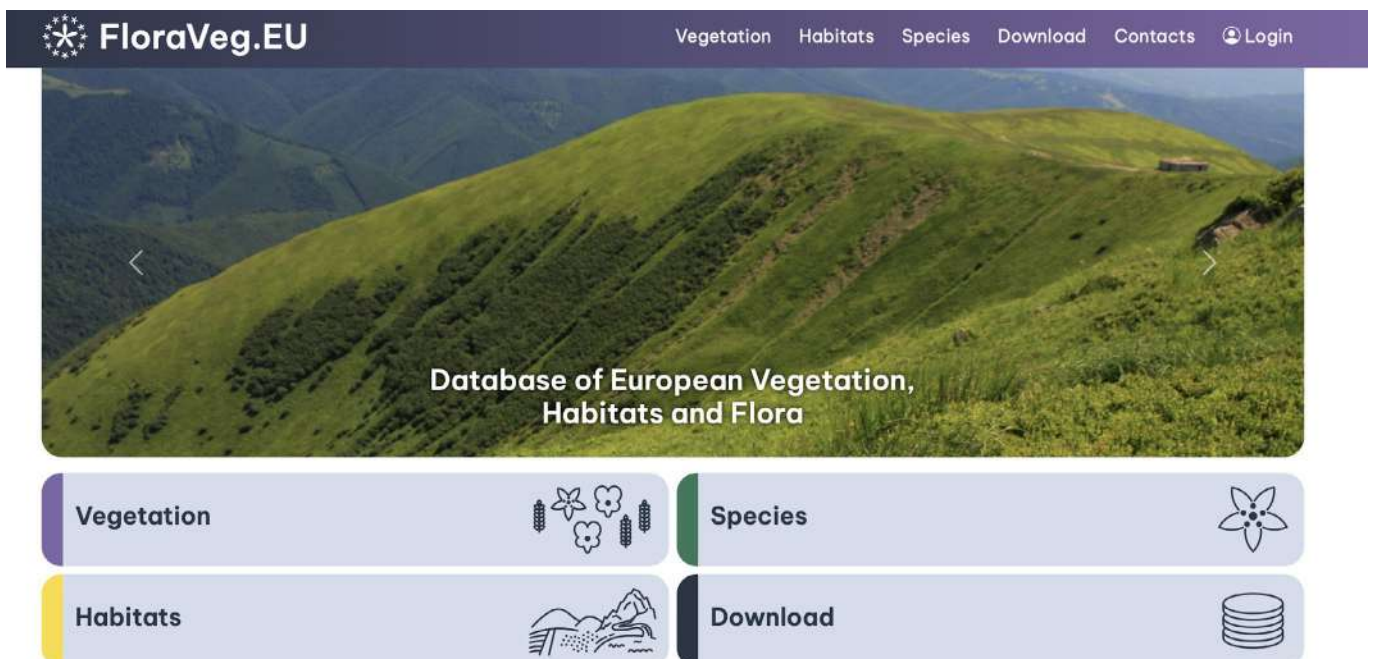 FloraVeg.EU
Vegetation Habitats Species Download Contacts Login
Database of European Vegetation,
Habitats and Flora
Vegetation
Species
Habitats
Download